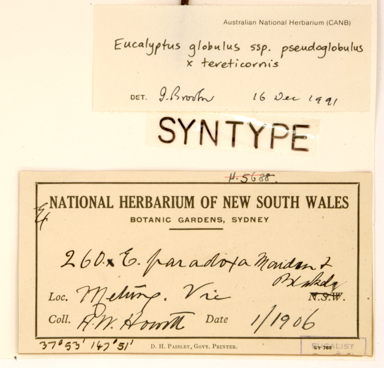 Australian National Herbarium (CANB)
Eucalyptus globulus ssp. pseudoglobulus
x tereticornis
DET. 16 Dec 1991
SYNTYPE
H. 5688.
NATIONAL HERBARIUM OF NEW SOUTH WALES
BOTANIC GARDENS, SYDNEY
260 x E. paradoxa Maiden &
Blakely
Loc. Metung. Vic N.S.W.
Coll. A.W. Howitt Date 1/1906
37°53' 147°51'
D. H. PAISLEY, GOVT. PRINTER.